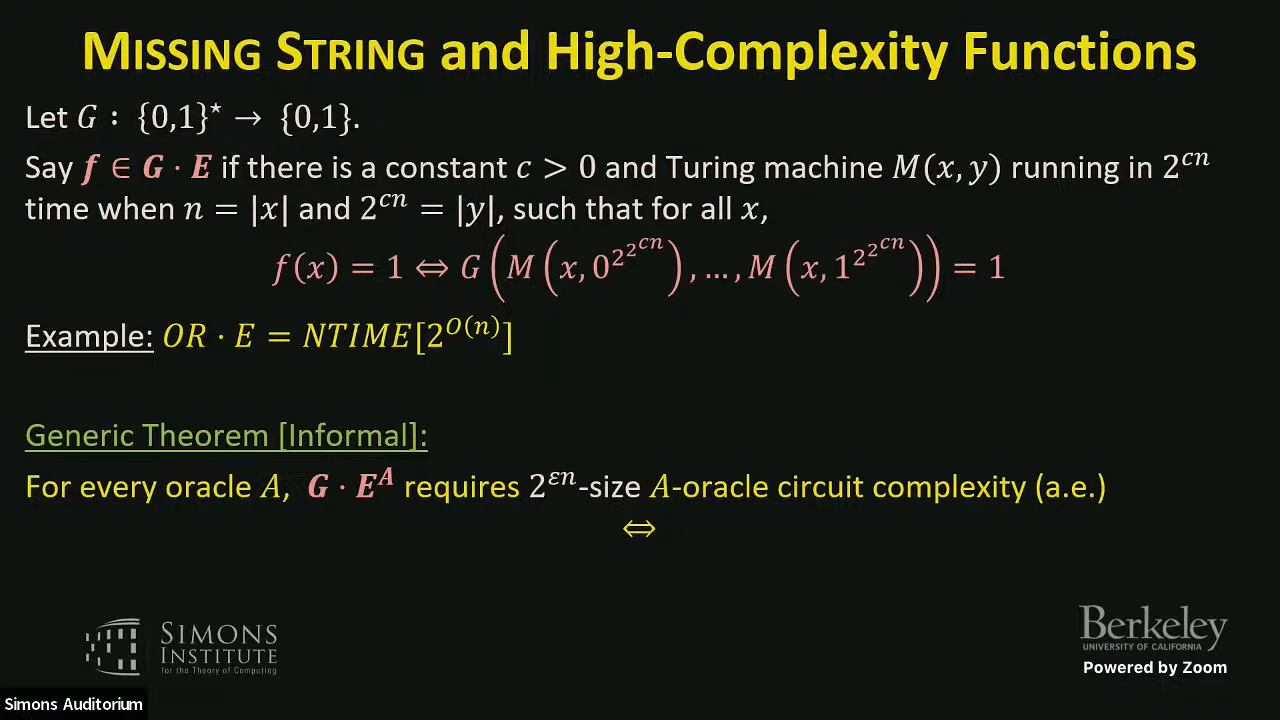 MISSING STRING and High-Complexity Functions
Let G : {0,1}* → {0,1}.
Say f ∈ G · E if there is a constant c > 0 and Turing machine M(x, y) running in 2^{cn}
time when n = |x| and 2^{cn} = |y|, such that for all x,
f(x) = 1 ⇔ G(M(x, 0^{2^{2^{cn}}}), ..., M(x, 1^{2^{2^{cn}}})) = 1
Example: OR · E = NTIME[2^{O(n)}]
Generic Theorem [Informal]:
For every oracle A, G · E^A requires 2^{εn}-size A-oracle circuit complexity (a.e.)
⇔
SIMONS
INSTITUTE
for the Theory of Computing
Berkeley
UNIVERSITY OF CALIFORNIA
Powered by Zoom
Simons Auditorium